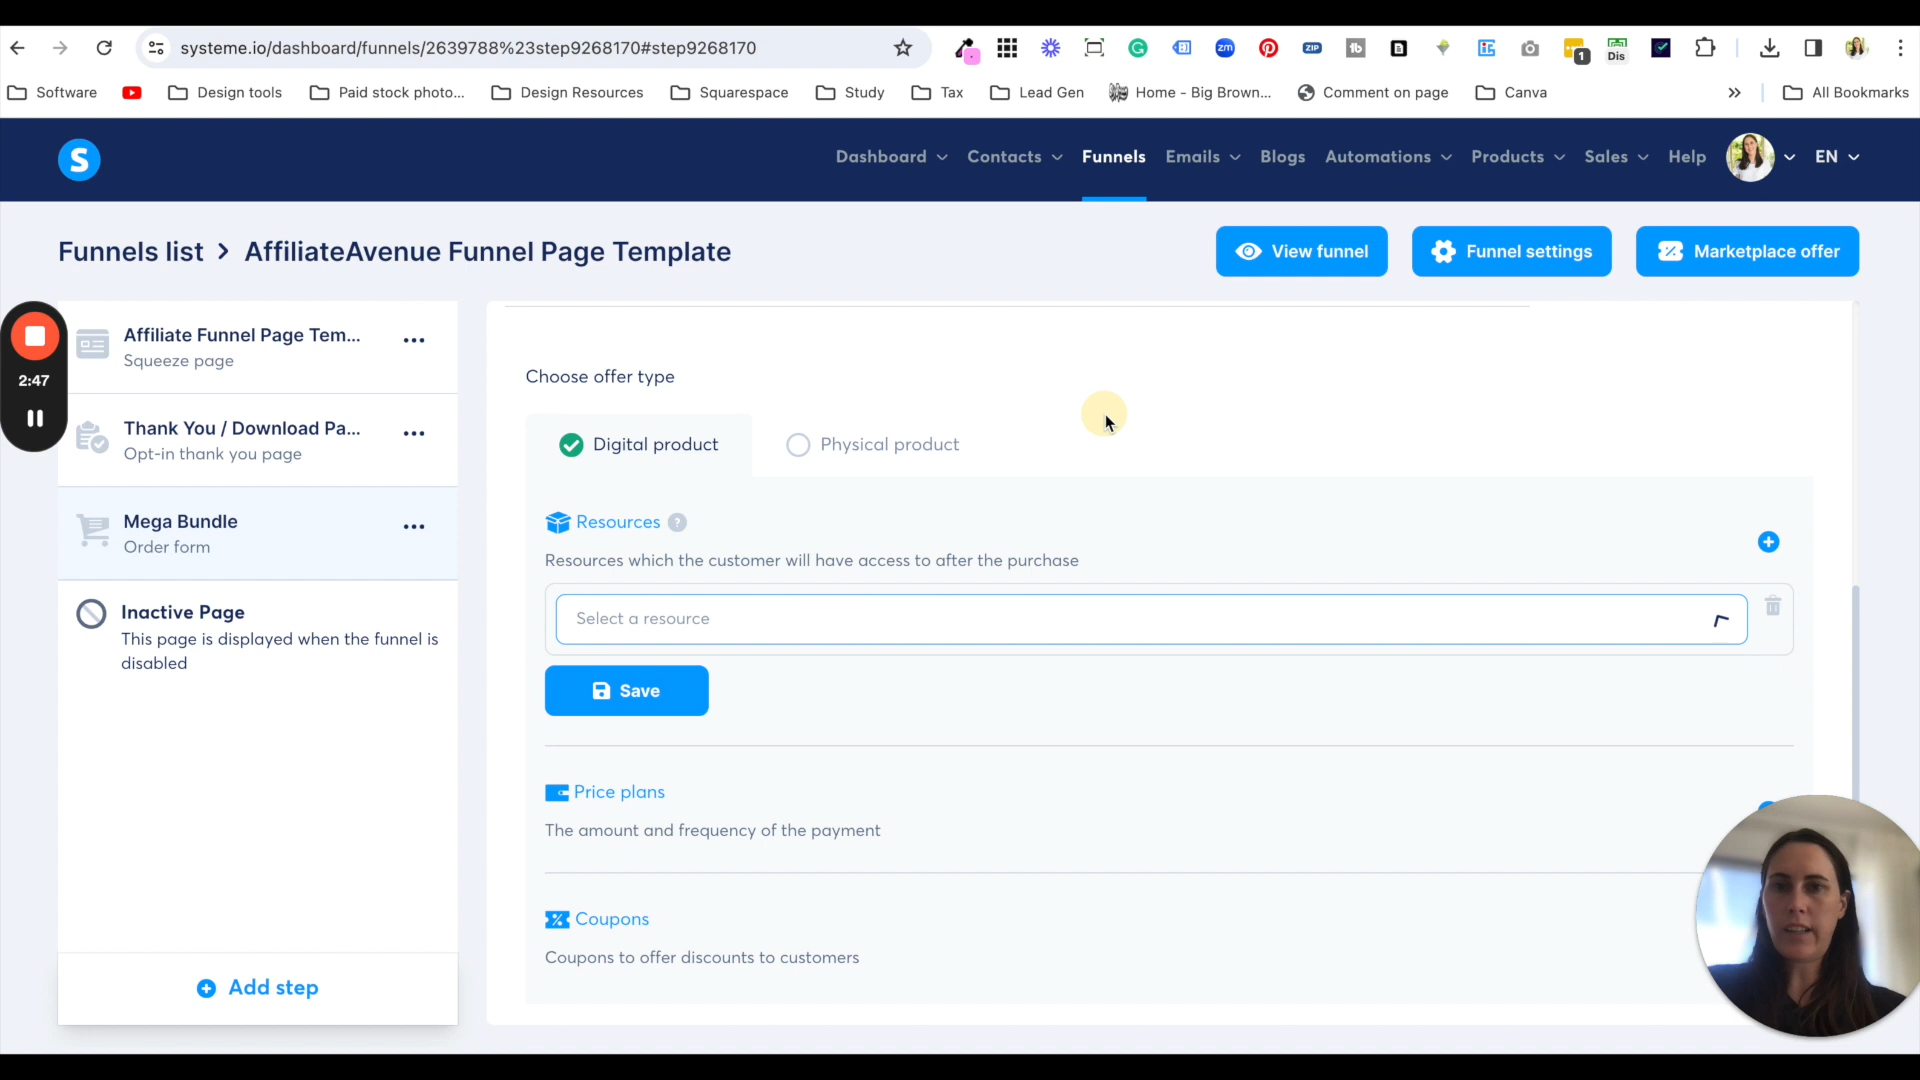 systeme.io/dashboard/funnels/2639788%23step9268170#step9268170
zm
ZIP
1
Dis
Software
Design tools
Paid stock photo...
Design Resources
Squarespace
Study
Tax
Lead Gen
Home - Big Brown...
Comment on page
Canva
»
All Bookmarks
S
Dashboard
Contacts
Funnels
Emails
Blogs
Automations
Products
Sales
Help
EN
Funnels list > AffiliateAvenue Funnel Page Template
View funnel
Funnel settings
Marketplace offer
2:47
Affiliate Funnel Page Tem...
Squeeze page
Thank You / Download Pa...
Opt-in thank you page
Mega Bundle
Order form
Inactive Page
This page is displayed when the funnel is
disabled
Add step
Choose offer type
Digital product
Physical product
Resources ?
Resources which the customer will have access to after the purchase
Select a resource
Save
Price plans
The amount and frequency of the payment
Coupons
Coupons to offer discounts to customers